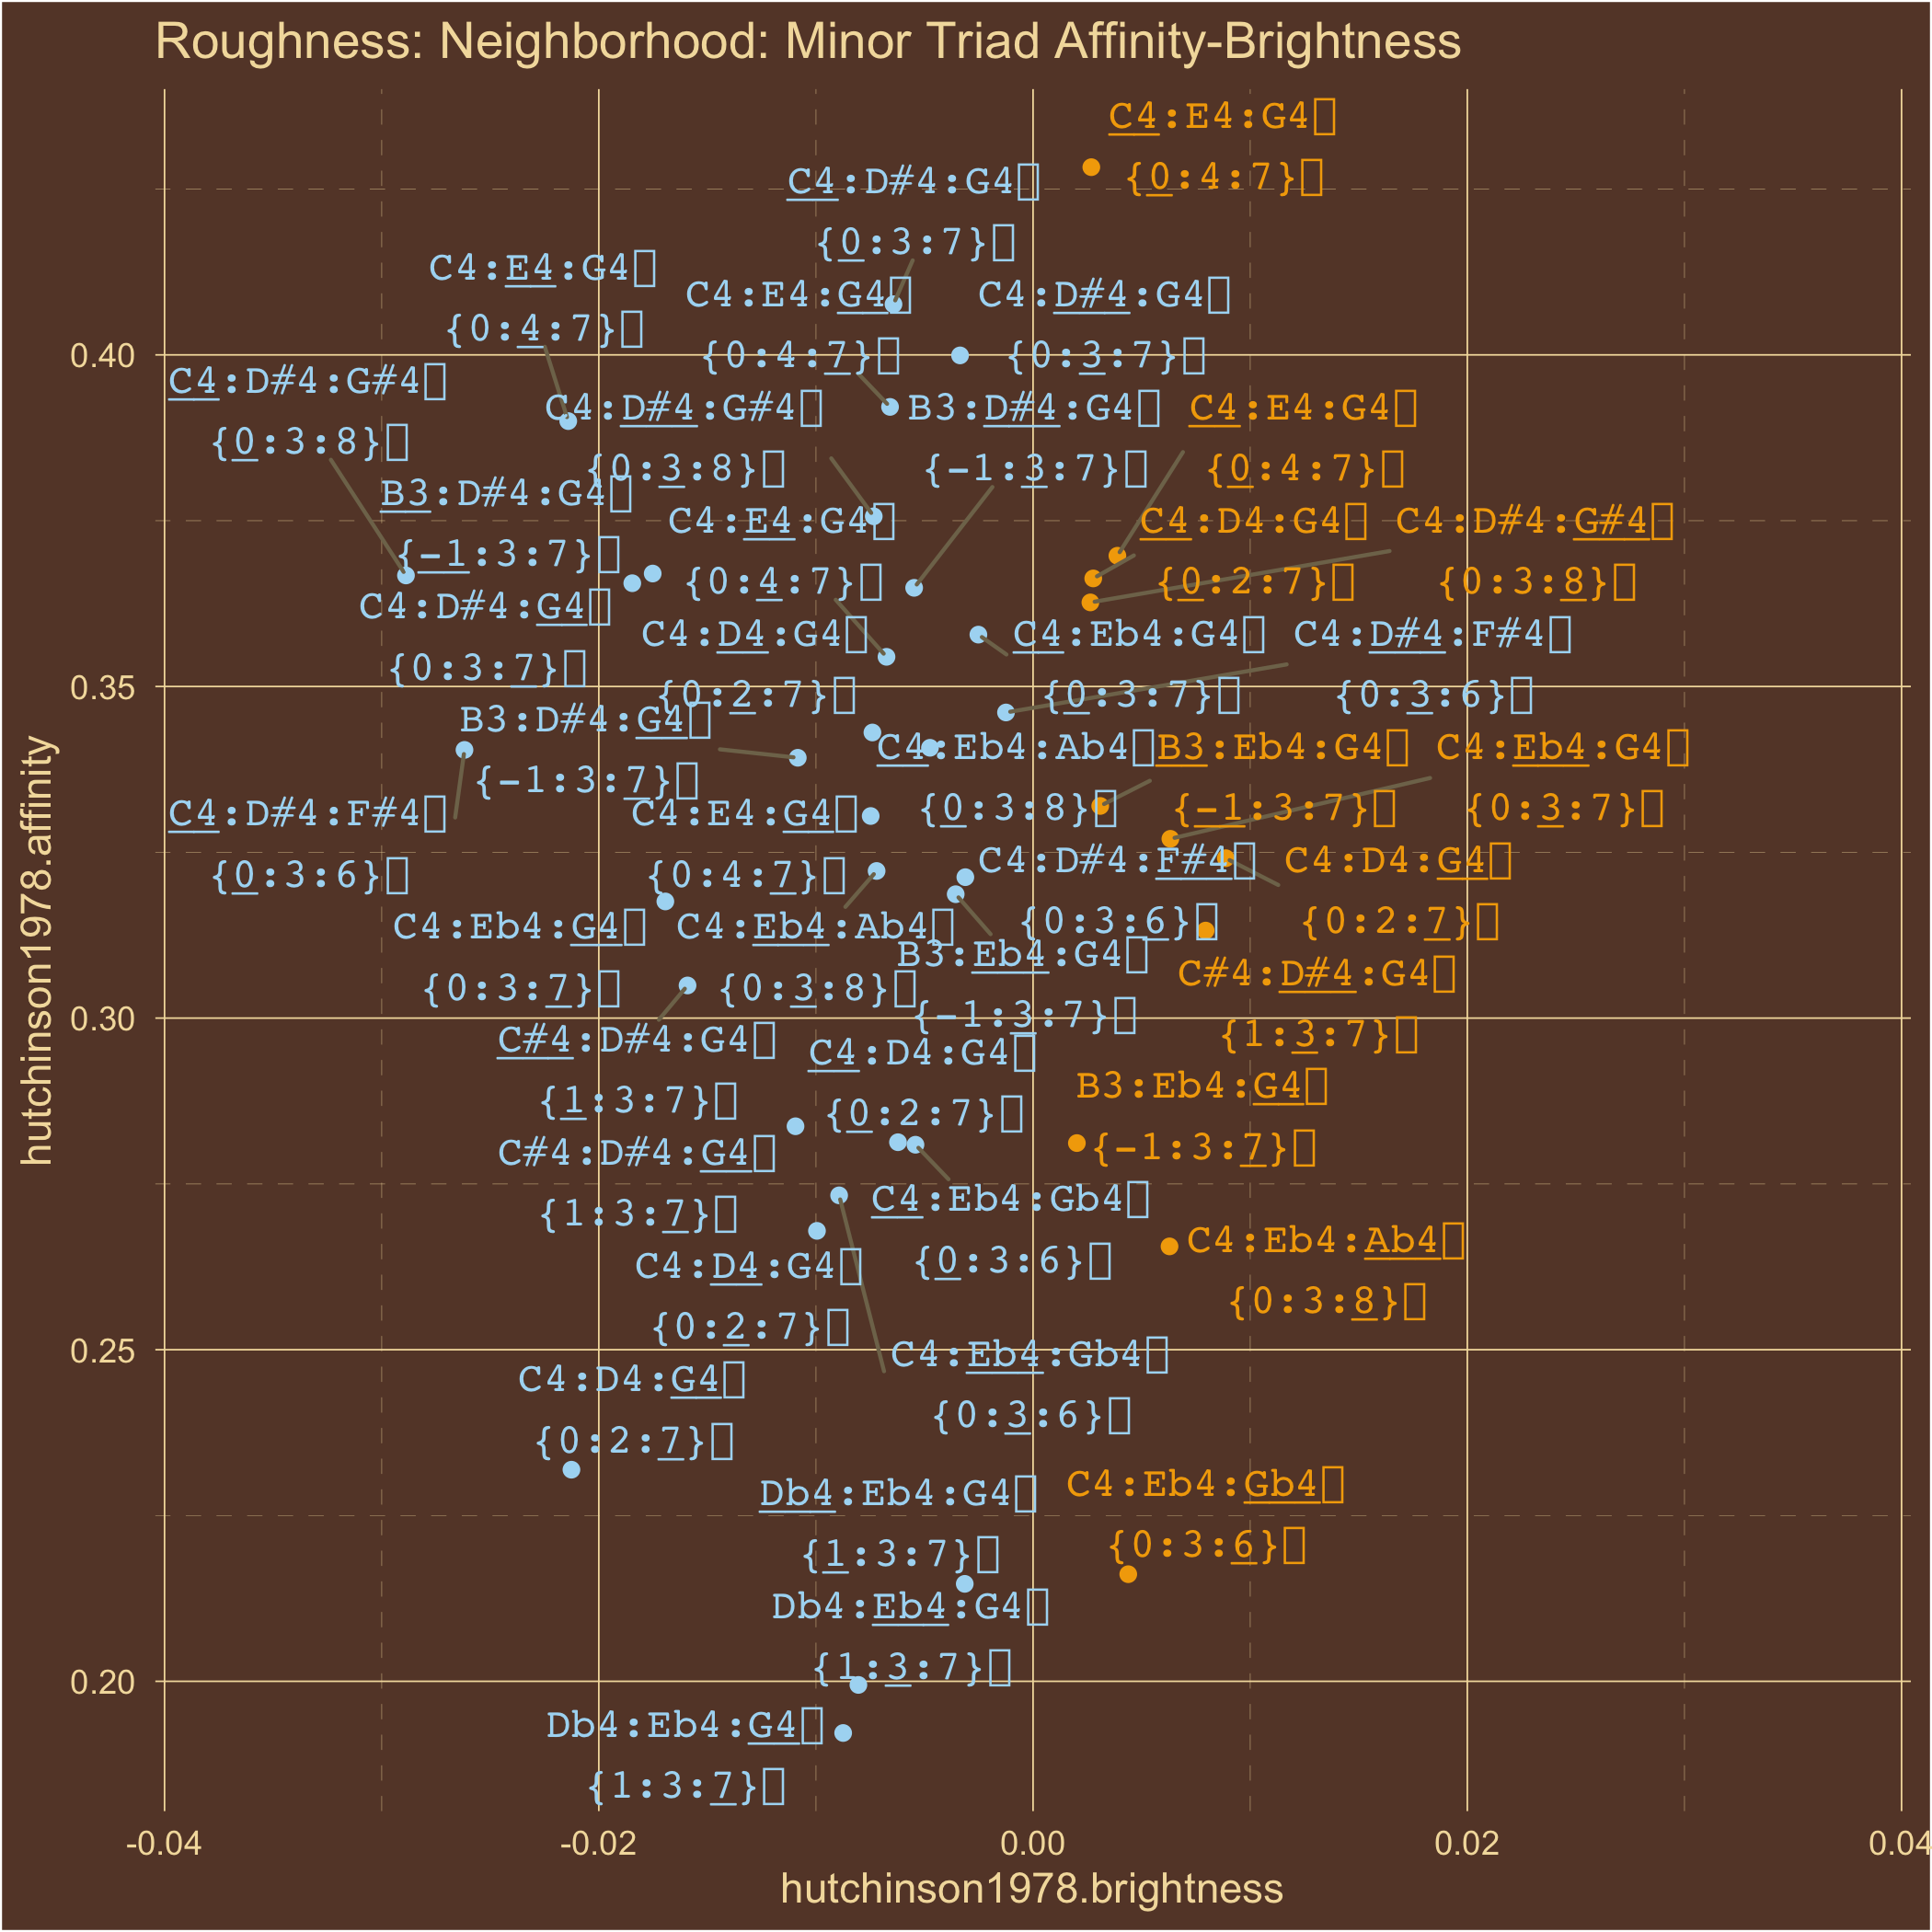 Roughness: Neighborhood: Minor Triad Affinity-Brightness
C4:E4:G4
{0:4:7}
C4:D#4:G4
{0:3:7}
C4:E4:G4
{0:4:7}
C4:E4:G4
{0:4:7}
C4:D#4:G4
{0:3:7}
0.40
C4:D#4:G#4
{0:3:8}
C4:D#4:G#4
{0:3:8}
B3:D#4:G4
{-1:3:7}
C4:E4:G4
{0:4:7}
B3:D#4:G4
{-1:3:7}
C4:E4:G4
{0:4:7}
C4:D4:G4
{0:2:7}
C4:D#4:G#4
{0:3:8}
C4:D#4:G4
{0:3:7}
C4:D4:G4
{0:2:7}
C4:Eb4:G4
{0:3:7}
C4:D#4:F#4
{0:3:6}
0.35
B3:D#4:G4
{-1:3:7}
C4:Eb4:Ab4
{0:3:8}
B3:Eb4:G4
{-1:3:7}
C4:Eb4:G4
{0:3:7}
C4:D#4:F#4
{0:3:6}
C4:E4:G4
{0:4:7}
C4:D#4:F#4
{0:3:6}
C4:D4:G4
{0:2:7}
C4:Eb4:G4
{0:3:7}
C4:Eb4:Ab4
{0:3:8}
B3:Eb4:G4
{-1:3:7}
C#4:D#4:G4
{1:3:7}
0.30
C#4:D#4:G4
{1:3:7}
C4:D4:G4
{0:2:7}
B3:Eb4:G4
{-1:3:7}
C#4:D#4:G4
{1:3:7}
C4:Eb4:Gb4
{0:3:6}
C4:Eb4:Ab4
{0:3:8}
C4:D4:G4
{0:2:7}
0.25
C4:Eb4:Gb4
{0:3:6}
C4:D4:G4
{0:2:7}
Db4:Eb4:G4
{1:3:7}
C4:Eb4:Gb4
{0:3:6}
Db4:Eb4:G4
{1:3:7}
0.20
Db4:Eb4:G4
{1:3:7}
-0.04
-0.02
0.00
0.02
0.04
hutchinson1978.brightness
hutchinson1978.affinity